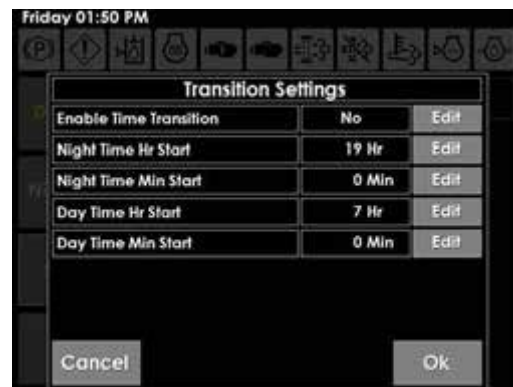 Friday 01:50 PM
Transition Settings
Enable Time Transition No Edit
Night Time Hr Start 19 Hr Edit
Night Time Min Start 0 Min Edit
Day Time Hr Start 7 Hr Edit
Day Time Min Start 0 Min Edit
Cancel Ok